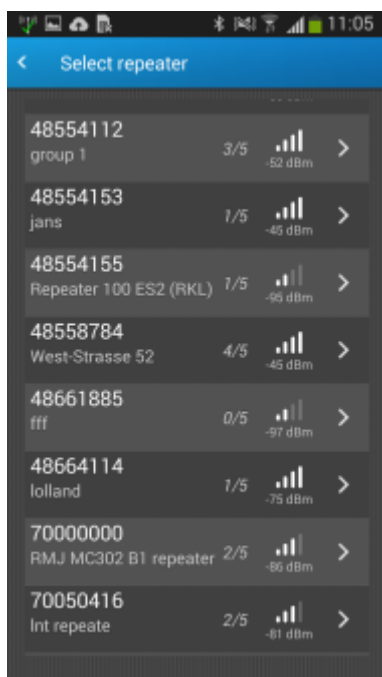 11:05
Select repeater
48554112
group 1
3/5
-52 dBm
48554153
jans
1/5
-45 dBm
48554155
Repeater 100 ES2 (RKL)
1/5
-95 dBm
48558784
West-Strasse 52
4/5
-45 dBm
48661885
fff
0/5
-97 dBm
48664114
lolland
1/5
-75 dBm
70000000
RMJ MC302 B1 repeater
2/5
-86 dBm
70050416
Int repeate
2/5
-81 dBm